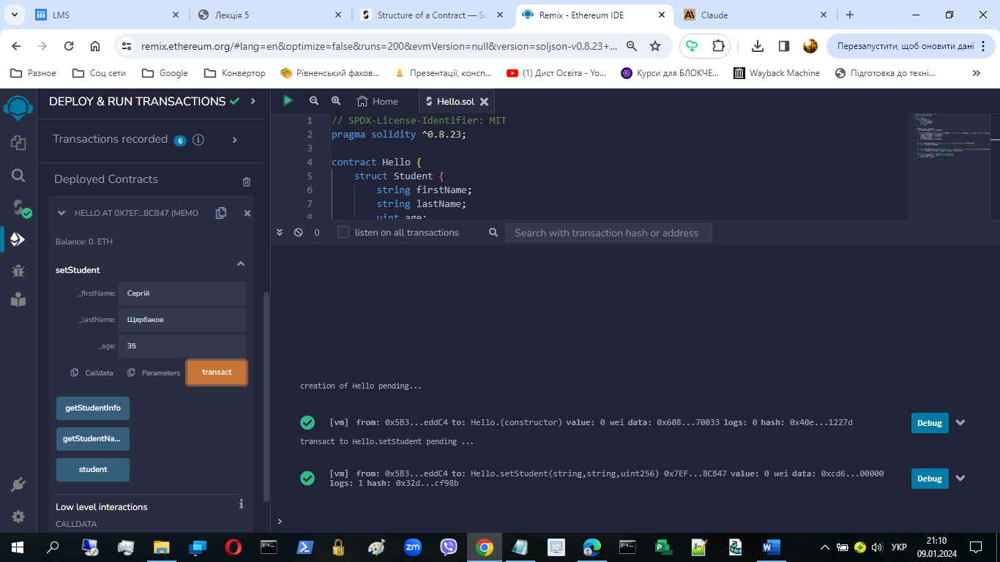 LMS
Лекція 5
Structure of a Contract — So
Remix - Ethereum IDE
Claude
remix.ethereum.org/#lang=en&optimize=false&runs=200&evmVersion=null&version=soljson-v0.8.23+...
Перезапустити, щоб оновити дані
Разное
Соц сети
Google
Конвертор
Рівненський фахов...
Презентації, консп...
(1) Дист Освіта - Yo...
Курси для БЛОКЧЕ...
Wayback Machine
Підготовка до техні...
DEPLOY & RUN TRANSACTIONS
Transactions recorded 6
Deployed Contracts
HELLO AT 0X7EF...8CB47 (MEMO
Balance: 0. ETH
setStudent
_firstName: Сергій
_lastName: Щербаков
_age: 35
Calldata Parameters transact
getStudentInfo
getStudentNa...
student
Low level interactions
CALLDATA
Home
Hello.sol
1 // SPDX-License-Identifier: MIT
2 pragma solidity ^0.8.23;
3
4 contract Hello {
5 struct Student {
6 string firstName;
7 string lastName;
8 uint age;
0 listen on all transactions
Search with transaction hash or address
creation of Hello pending...
[vm] from: 0x5B3...eddC4 to: Hello.(constructor) value: 0 wei data: 0x608...70033 logs: 0 hash: 0x40e...1227d
Debug
transact to Hello.setStudent pending ...
[vm] from: 0x5B3...eddC4 to: Hello.setStudent(string,string,uint256) 0x7EF...8CB47 value: 0 wei data: 0xcd6...00000
logs: 1 hash: 0x32d...cf98b
Debug
>
zm
УКР
21:10
09.01.2024